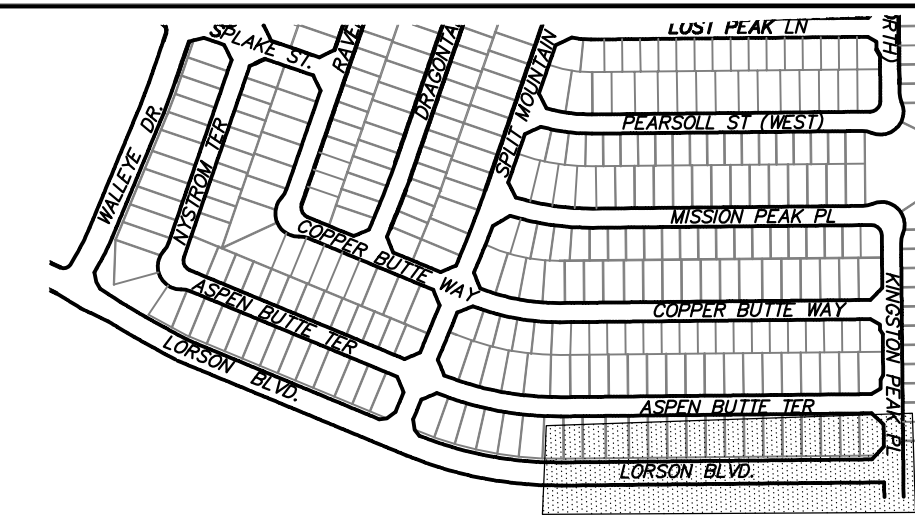 LOST PEAK LN
SPLAKE ST.
PEARSOLL ST (WEST)
SPLIT MOUNTAIN
WALLEYE DR.
NYSTROM TER
MISSION PEAK PL
COPPER BUTTE WAY
COPPER BUTTE WAY
KINGSTON PEAK PL
ASPEN BUTTE TER
LORSON BLVD.
ASPEN BUTTE TER
LORSON BLVD.